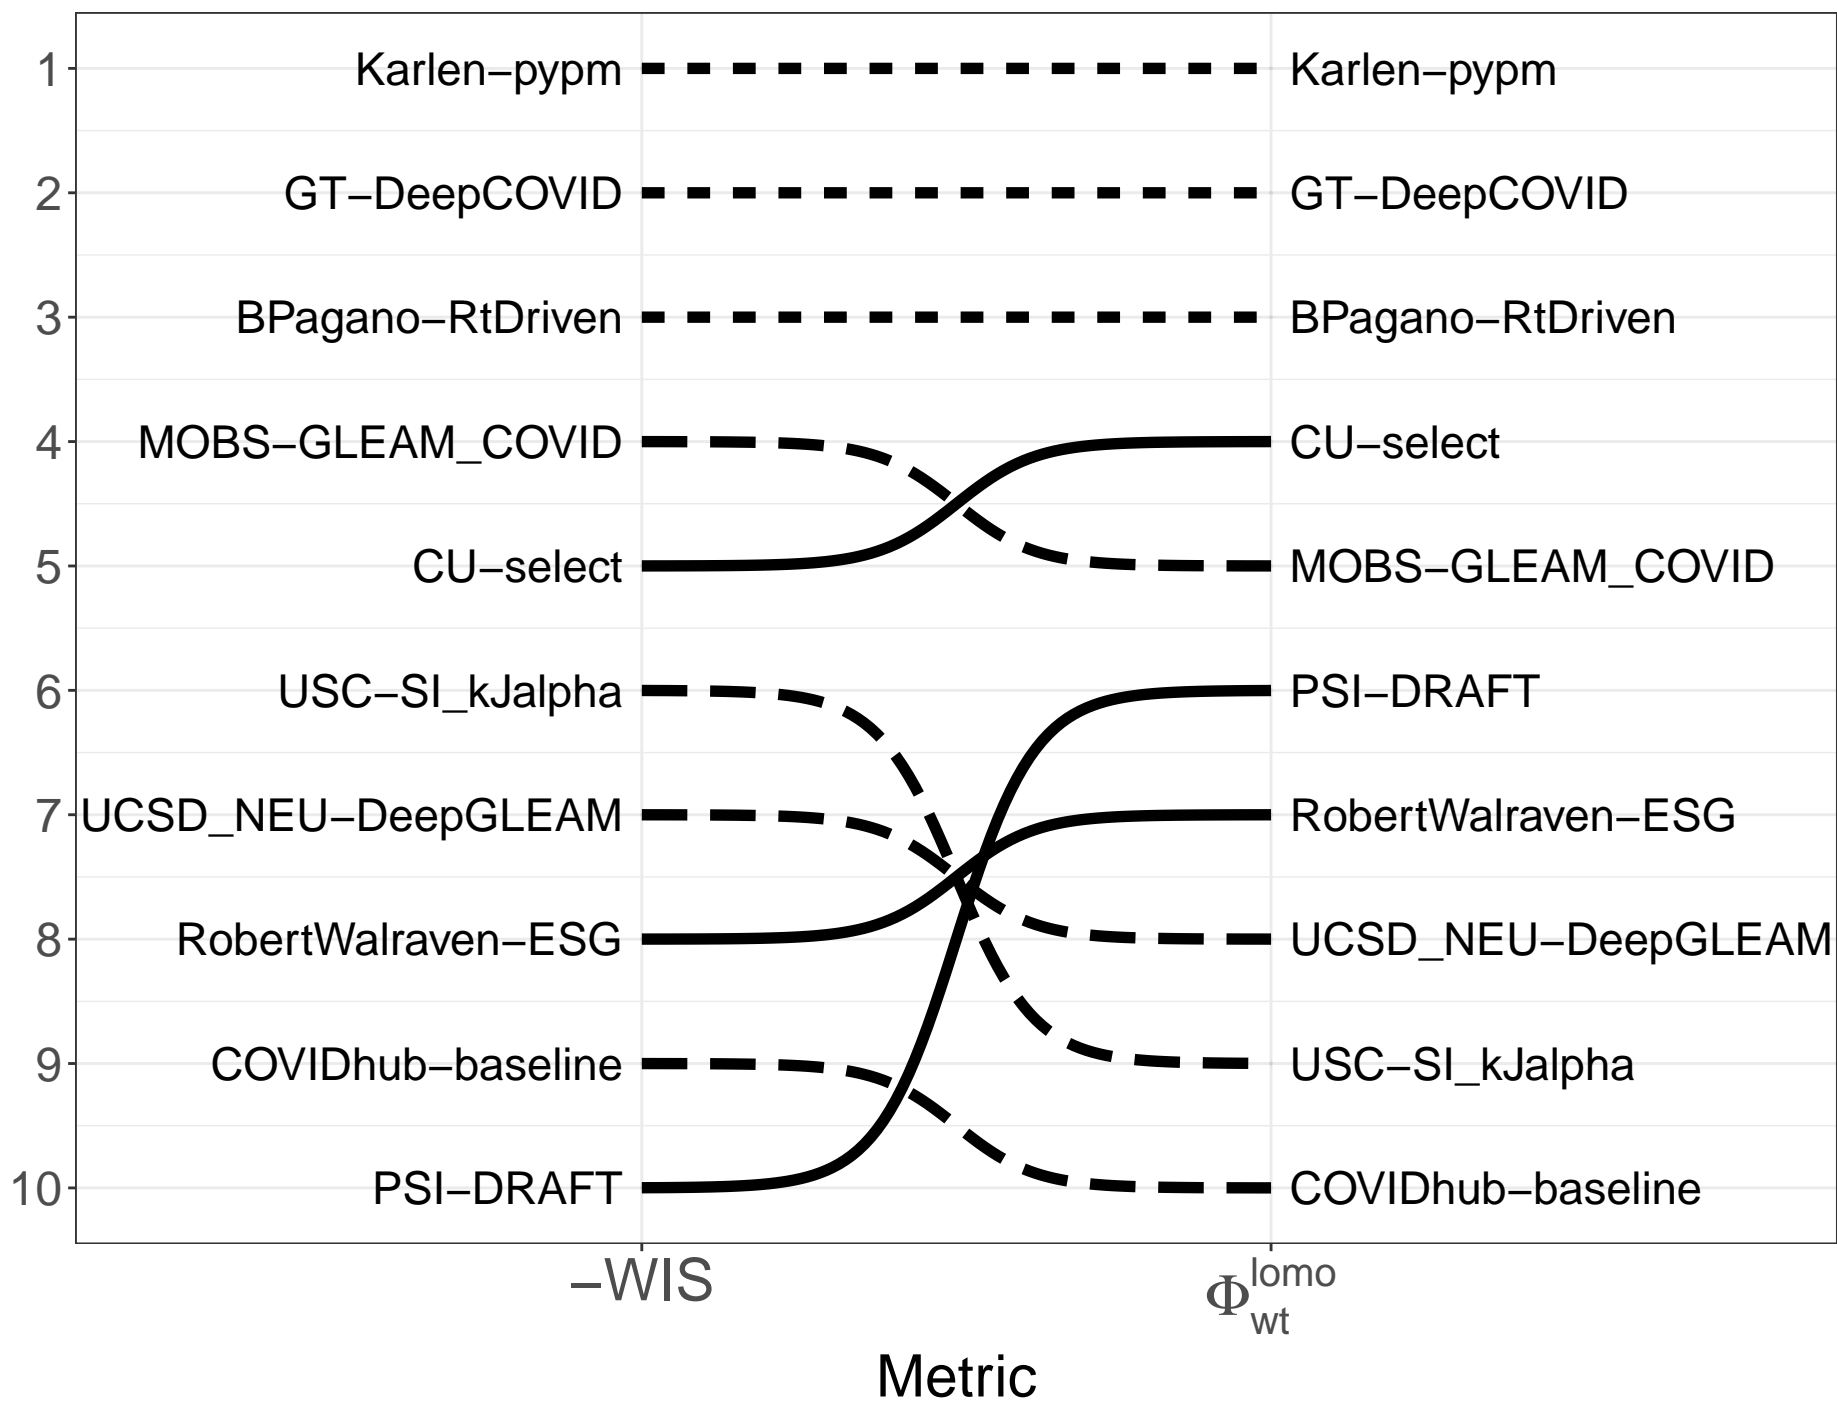 1 Karlen−pypm Karlen−pypm
2 GT−DeepCOVID GT−DeepCOVID
3 BPagano−RtDriven BPagano−RtDriven
4 MOBS−GLEAM_COVID CU−select
5 CU−select MOBS−GLEAM_COVID
6 USC−SI_kJalpha PSI−DRAFT
7 UCSD_NEU−DeepGLEAM RobertWalraven−ESG
8 RobertWalraven−ESG UCSD_NEU−DeepGLEAM
9 COVIDhub−baseline USC−SI_kJalpha
10 PSI−DRAFT COVIDhub−baseline
−WIS Φ lomo wt
Metric